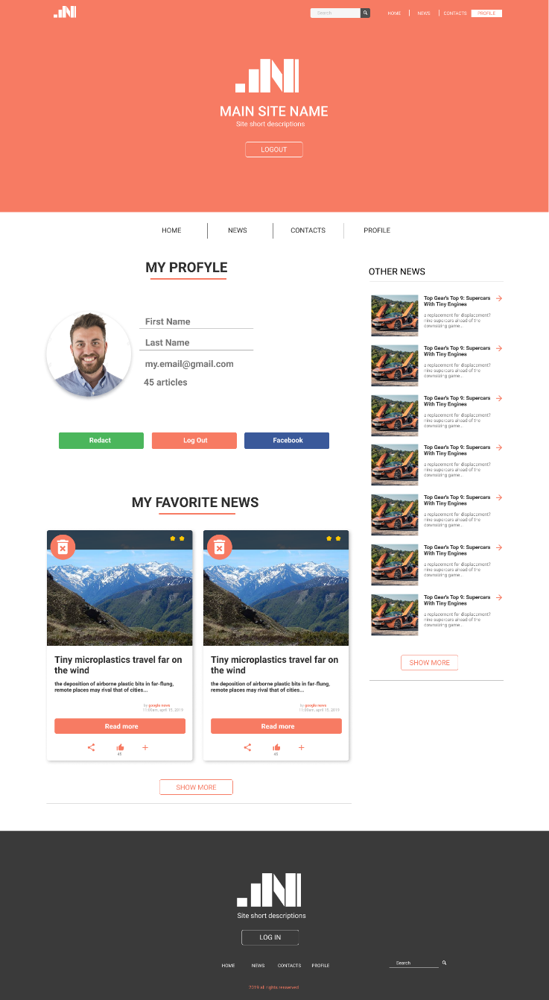 Search
HOME
NEWS
CONTACTS
PROFILE
MAIN SITE NAME
Site short descriptions
LOGOUT
HOME
NEWS
CONTACTS
PROFILE
MY PROFYLE
First Name
Last Name
my.email@gmail.com
45 articles
Redact
Log Out
Facebook
MY FAVORITE NEWS
Tiny microplastics travel far on
the wind
the deposition of airborne plastic bits in far-flung,
remote places may rival that of cities...
by google news
11:00am, april 15, 2019
Read more
45
Tiny microplastics travel far on
the wind
the deposition of airborne plastic bits in far-flung,
remote places may rival that of cities...
by google news
11:00am, april 15, 2019
Read more
45
SHOW MORE
OTHER NEWS
Top Gear's Top 9: Supercars
With Tiny Engines
a replacement for displacement?
nine supercars ahead of the
downsizing game...
Top Gear's Top 9: Supercars
With Tiny Engines
a replacement for displacement?
nine supercars ahead of the
downsizing game...
Top Gear's Top 9: Supercars
With Tiny Engines
a replacement for displacement?
nine supercars ahead of the
downsizing game...
Top Gear's Top 9: Supercars
With Tiny Engines
a replacement for displacement?
nine supercars ahead of the
downsizing game...
Top Gear's Top 9: Supercars
With Tiny Engines
a replacement for displacement?
nine supercars ahead of the
downsizing game...
Top Gear's Top 9: Supercars
With Tiny Engines
a replacement for displacement?
nine supercars ahead of the
downsizing game...
Top Gear's Top 9: Supercars
With Tiny Engines
a replacement for displacement?
nine supercars ahead of the
downsizing game...
SHOW MORE
Site short descriptions
LOG IN
HOME
NEWS
CONTACTS
PROFILE
Search
2019 all rights resserved